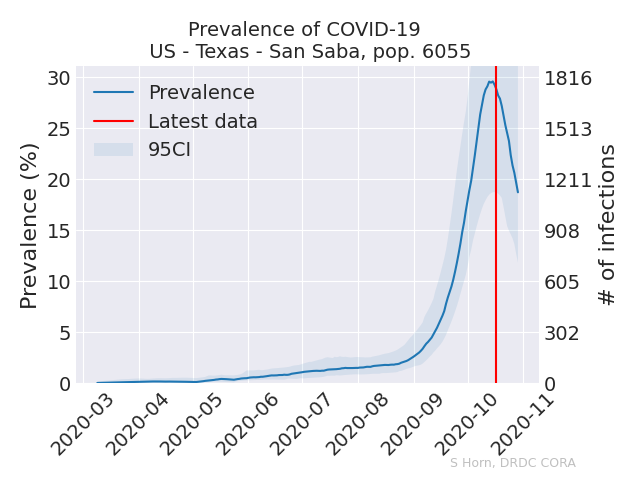 Prevalence of COVID-19
US - Texas - San Saba, pop. 6055
Prevalence
Latest data
95CI
Prevalence (%)
30
25
20
15
10
5
0
# of infections
1816
1513
1211
908
605
302
0
2020-03
2020-04
2020-05
2020-06
2020-07
2020-08
2020-09
2020-10
2020-11
S Horn, DRDC CORA